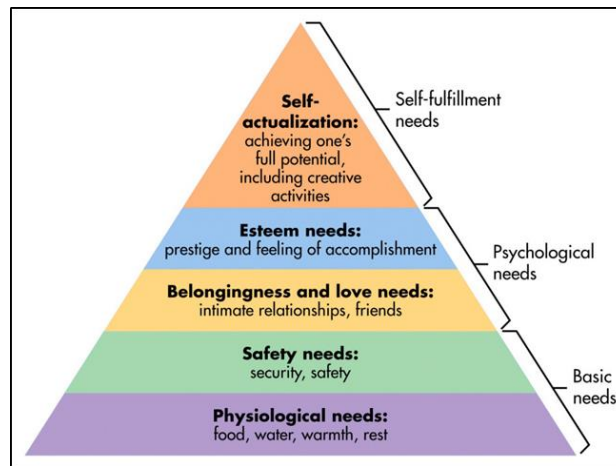 Self-
actualization:
achieving one's
full potential,
including creative
activities
Self-fulfillment
needs
Esteem needs:
prestige and feeling of accomplishment
Psychological
needs
Belongingness and love needs:
intimate relationships, friends
Safety needs:
security, safety
Basic
needs
Physiological needs:
food, water, warmth, rest